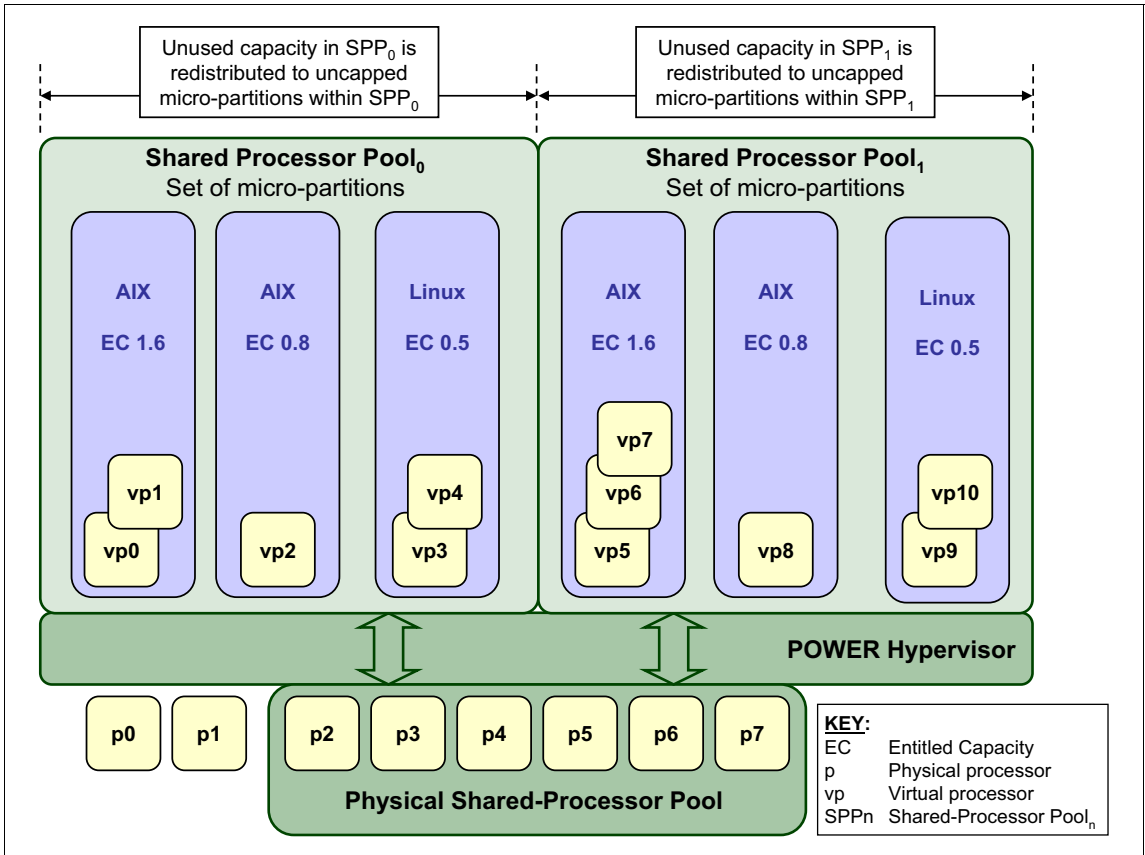 Unused capacity in SPP0 is
redistributed to uncapped
micro-partitions within SPP0
Unused capacity in SPP1 is
redistributed to uncapped
micro-partitions within SPP1
Shared Processor Pool0
Set of micro-partitions
Shared Processor Pool1
Set of micro-partitions
AIX
EC 1.6
AIX
EC 0.8
Linux
EC 0.5
AIX
EC 1.6
AIX
EC 0.8
Linux
EC 0.5
vp1
vp0
vp2
vp4
vp3
vp7
vp6
vp5
vp8
vp10
vp9
POWER Hypervisor
p0
p1
p2
p3
p4
p5
p6
p7
Physical Shared-Processor Pool
KEY:
EC Entitled Capacity
p Physical processor
vp Virtual processor
SPPn Shared-Processor Pooln